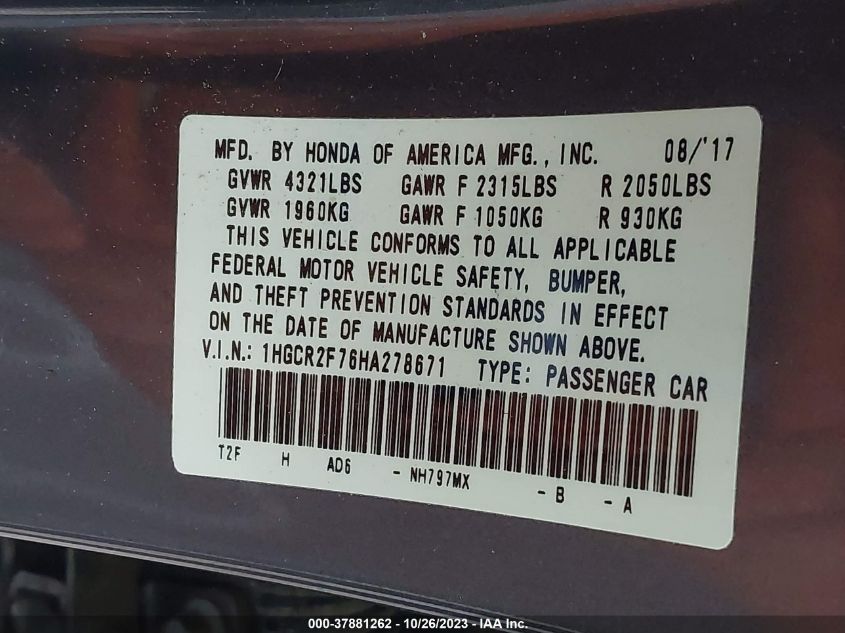 MFD. BY HONDA OF AMERICA MFG., INC. 08/'17
GVWR 4321LBS GAWR F 2315LBS R 2050LBS
GVWR 1960KG GAWR F 1050KG R 930KG
THIS VEHICLE CONFORMS TO ALL APPLICABLE
FEDERAL MOTOR VEHICLE SAFETY, BUMPER,
AND THEFT PREVENTION STANDARDS IN EFFECT
ON THE DATE OF MANUFACTURE SHOWN ABOVE.
V.I.N.: 1HGCR2F76HA278671 TYPE: PASSENGER CAR
T2F H AD6 - NH797MX - B - A
000-37881262 - 10/26/2023 - IAA Inc.